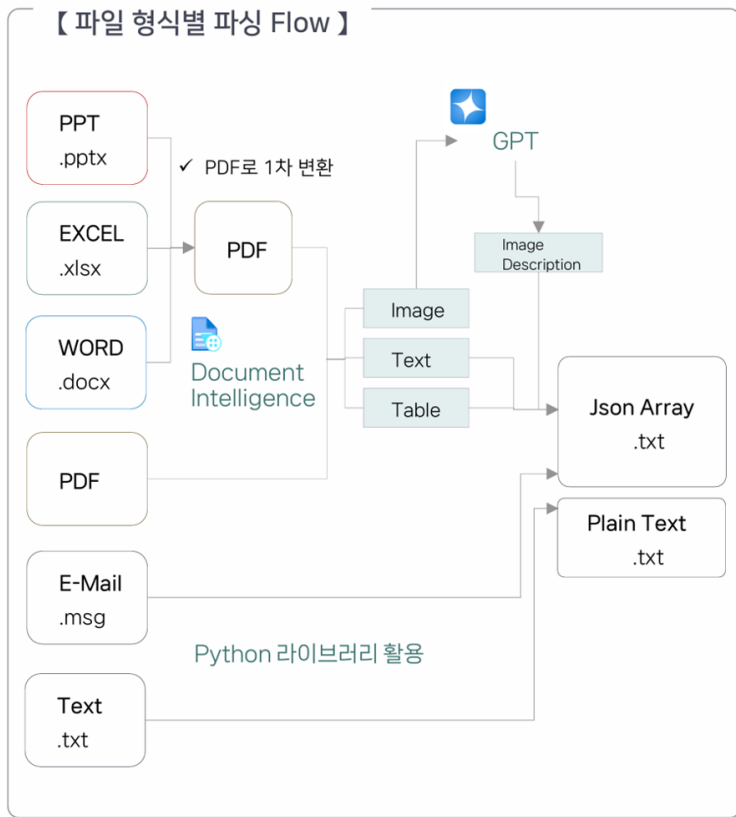 【 파일 형식별 파싱 Flow 】
PPT
.pptx
✓ PDF로 1차 변환
GPT
EXCEL
.xlsx
PDF
Image
Description
Image
WORD
.docx
Document
Intelligence
Text
Table
Json Array
.txt
PDF
Plain Text
.txt
E-Mail
.msg
Python 라이브러리 활용
Text
.txt